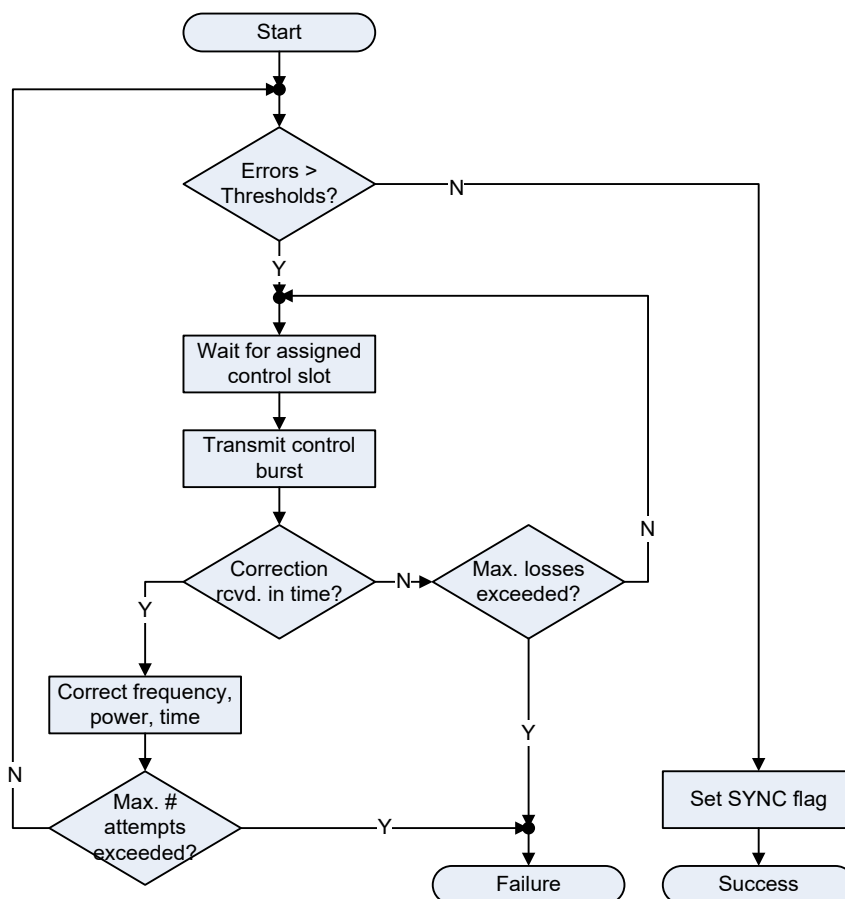 Start
Errors >
Thresholds?
N
Y
Wait for assigned
control slot
Transmit control
burst
N
Correction
rcvd. in time?
N
Max. losses
exceeded?
Y
Correct frequency,
power, time
Y
N
Max. #
attempts
exceeded?
Y
Set SYNC flag
Failure
Success